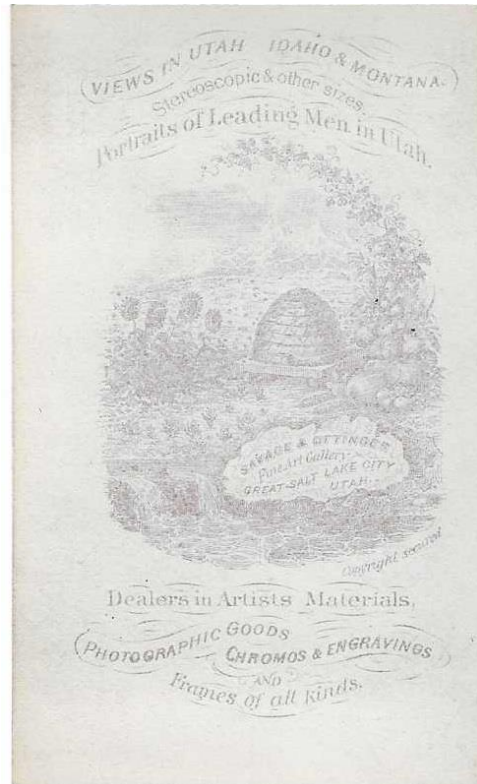 VIEWS IN UTAH IDAHO & MONTANA.
Stereoscopic & other sizes,
Portraits of Leading Men in Utah.
SAVAGE & OTTINGER
Fine Art Gallery
GREAT-SALT LAKE CITY
UTAH.
Copyright secured
Dealers in Artists Materials,
PHOTOGRAPHIC GOODS
CHROMOS & ENGRAVINGS
AND
Frames of all kinds.